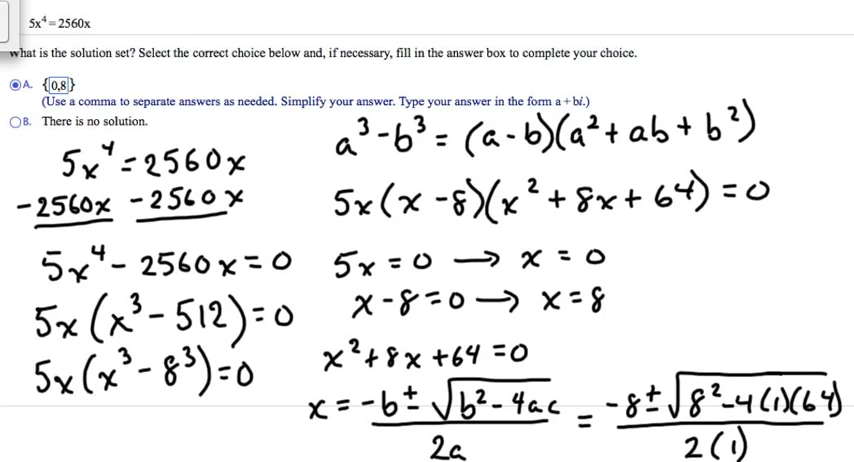 5x⁴ = 2560x
What is the solution set? Select the correct choice below and, if necessary, fill in the answer box to complete your choice.
A. {0,8}
(Use a comma to separate answers as needed. Simplify your answer. Type your answer in the form a + bi.)
B. There is no solution.
5x⁴ = 2560x
-2560x -2560x
5x⁴ - 2560x = 0
5x(x³ - 512) = 0
5x(x³ - 8³) = 0
a³ - b³ = (a - b)(a² + ab + b²)
5x(x - 8)(x² + 8x + 64) = 0
5x = 0 → x = 0
x - 8 = 0 → x = 8
x² + 8x + 64 = 0
x = -b ± √b² - 4ac / 2a = -8 ± √8² - 4(1)(64) / 2(1)